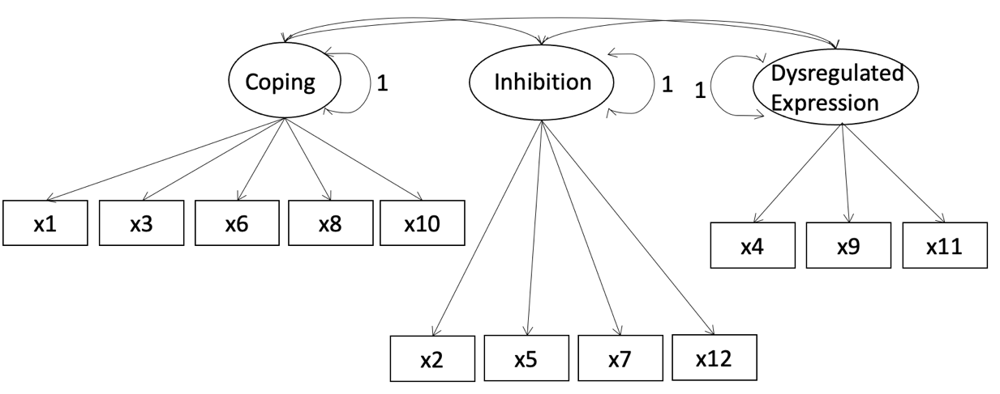 Coping
1
Inhibition
1
1
Dysregulated
Expression
x1
x3
x6
x8
x10
x4
x9
x11
x2
x5
x7
x12